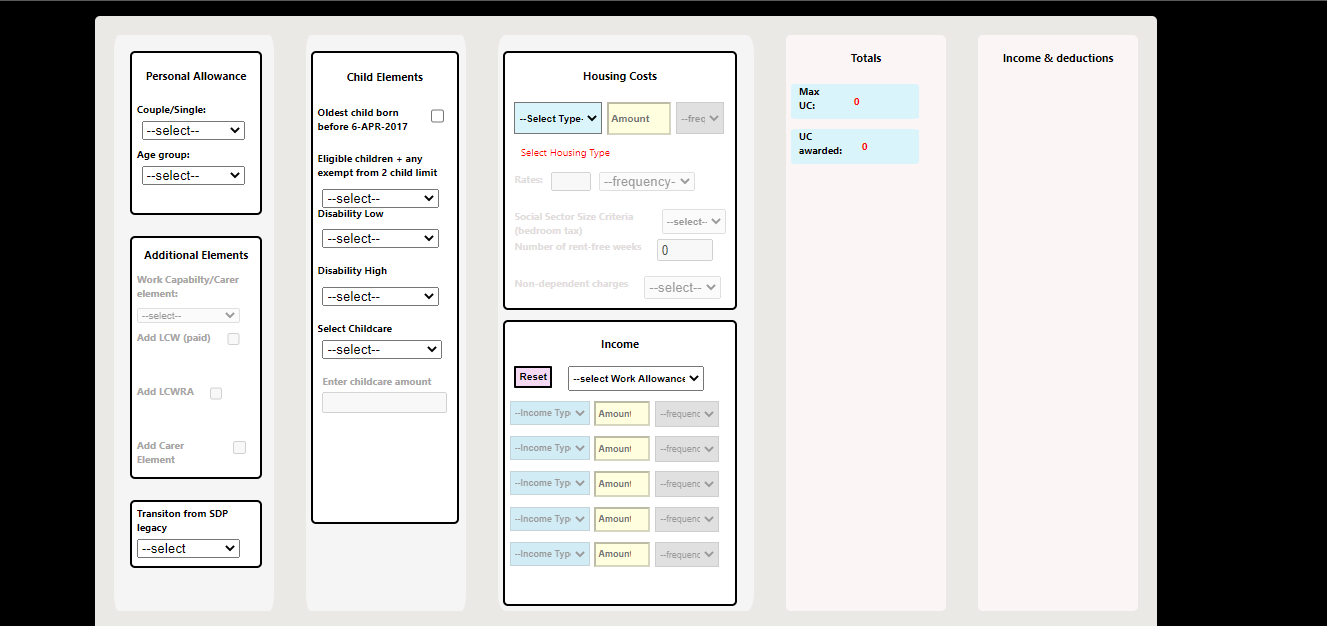 Personal Allowance
Couple/Single:
--select--
Age group:
--select--
Additional Elements
Work Capabilty/Carer
element:
--select--
Add LCW (paid)
Add LCWRA
Add Carer
Element
Transiton from SDP
legacy
--select
Child Elements
Oldest child born
before 6-APR-2017
Eligible children + any
exempt from 2 child limit
--select--
Disability Low
--select--
Disability High
--select--
Select Childcare
--select--
Enter childcare amount
Housing Costs
--Select Type- Amount --freq
Select Housing Type
Rates: --frequency-
Social Sector Size Criteria
(bedroom tax)
--select--
Number of rent-free weeks 0
Non-dependent charges --select--
Income
Reset --select Work Allowance
--Income Typ Amount --frequenc
--Income Typ Amount --frequenc
--Income Typ Amount --frequenc
--Income Typ Amount --frequenc
--Income Typ Amount --frequenc
Totals
Max
UC: 0
UC
awarded: 0
Income & deductions